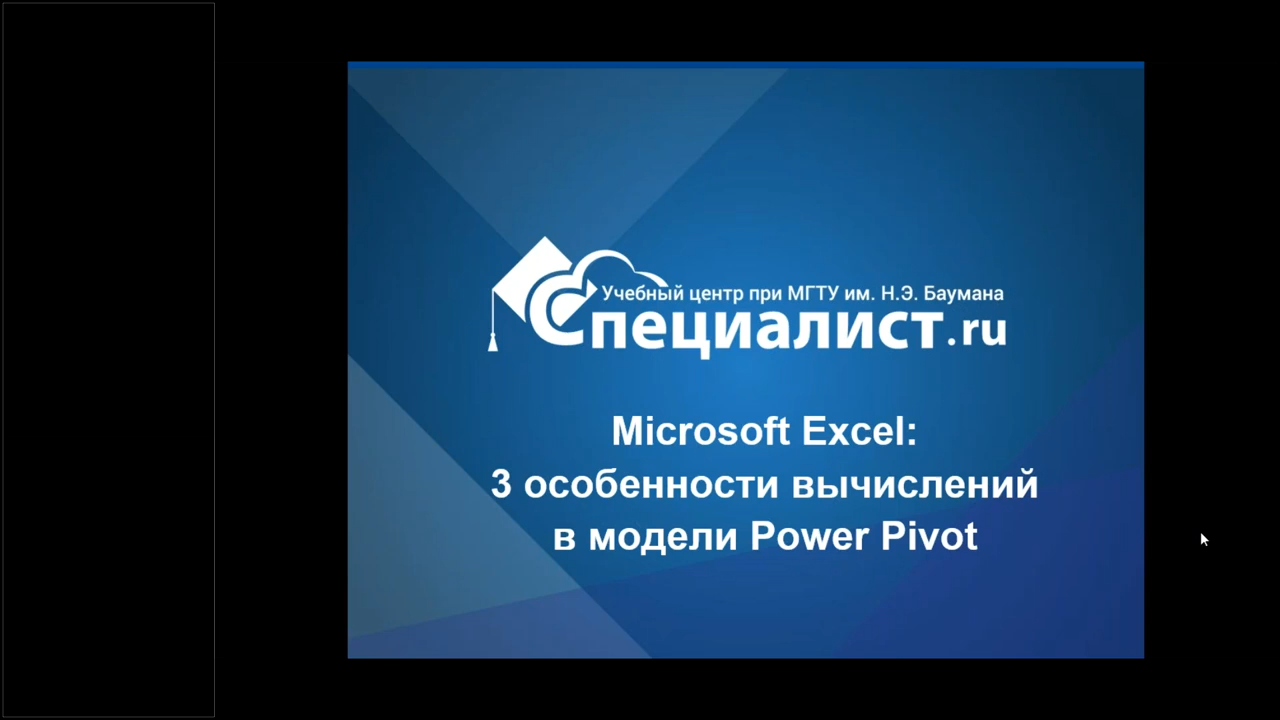 Учебный центр при МГТУ им. Н.Э. Баумана
Специалист.ru
Microsoft Excel:
3 особенности вычислений
в модели Power Pivot